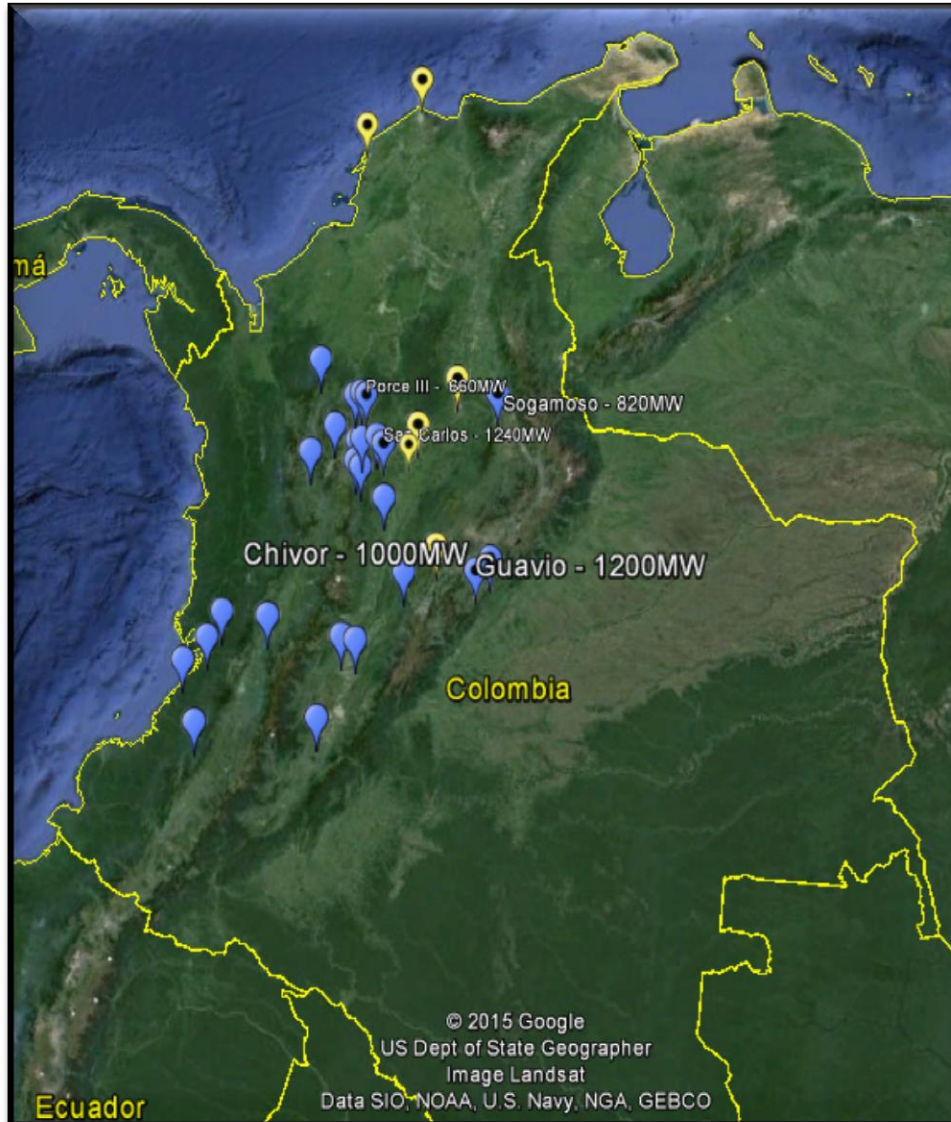 má
Porce III - 660MW
Sogamoso - 820MW
San Carlos - 1240MW
Chivor - 1000MW
Guavio - 1200MW
Colombia
© 2015 Google
US Dept of State Geographer
Image Landsat
Data SIO, NOAA, U.S. Navy, NGA, GEBCO
Ecuador